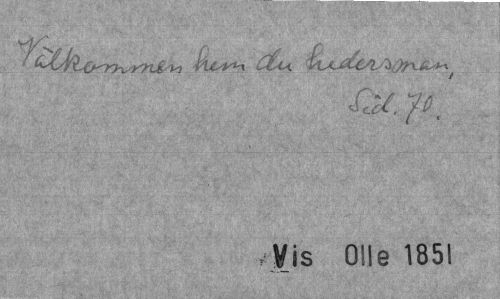 Välkommen hem du hedersman,
Sid. 70.
Vis Olle 1851